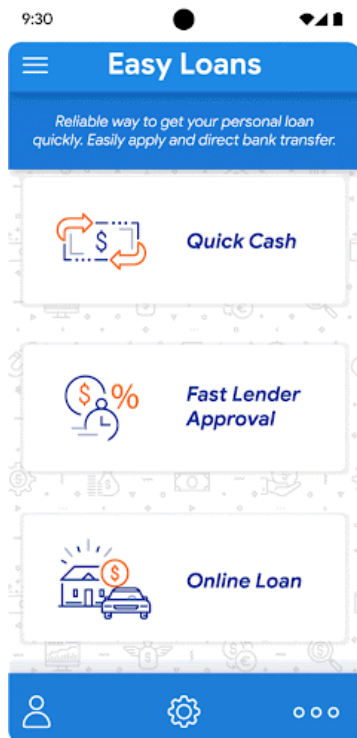 9:30
Easy Loans
Reliable way to get your personal loan
quickly. Easily apply and direct bank transfer.
$
Quick Cash
$ %
Fast Lender
Approval
$
Online Loan